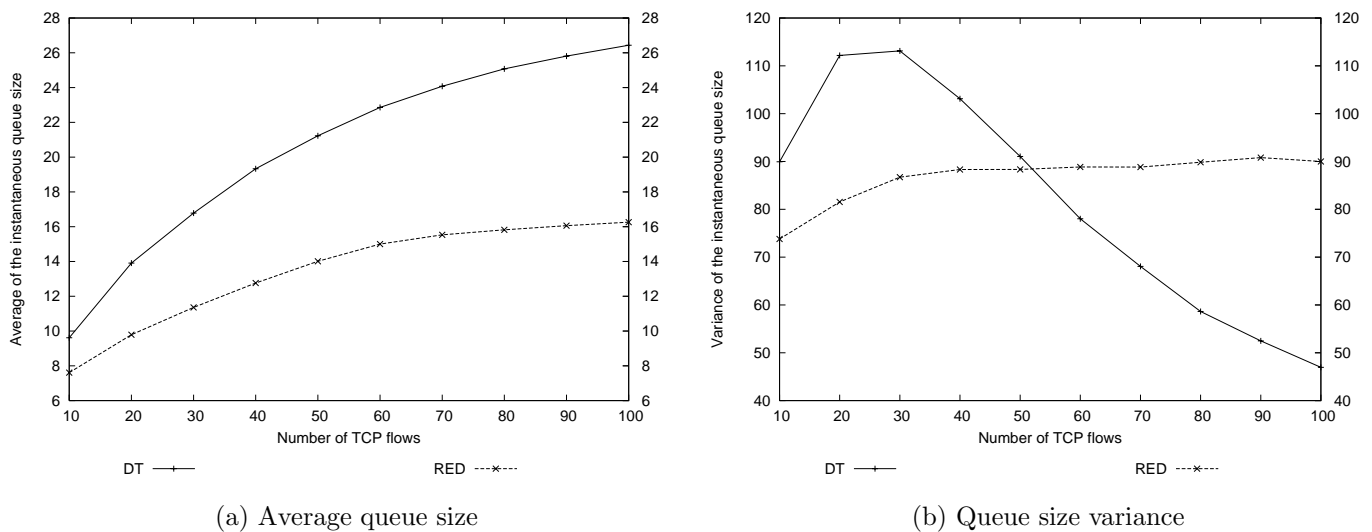 28 28
26 26
24 24
22 22
20 20
18 18
16 16
14 14
12 12
10 10
8 8
6 6
10 20 30 40 50 60 70 80 90 100
Average of the instantaneous queue size
Number of TCP flows
DT RED
(a) Average queue size
120 120
110 110
100 100
90 90
80 80
70 70
60 60
50 50
40 40
10 20 30 40 50 60 70 80 90 100
Variance of the instantaneous queue size
Number of TCP flows
DT RED
(b) Queue size variance